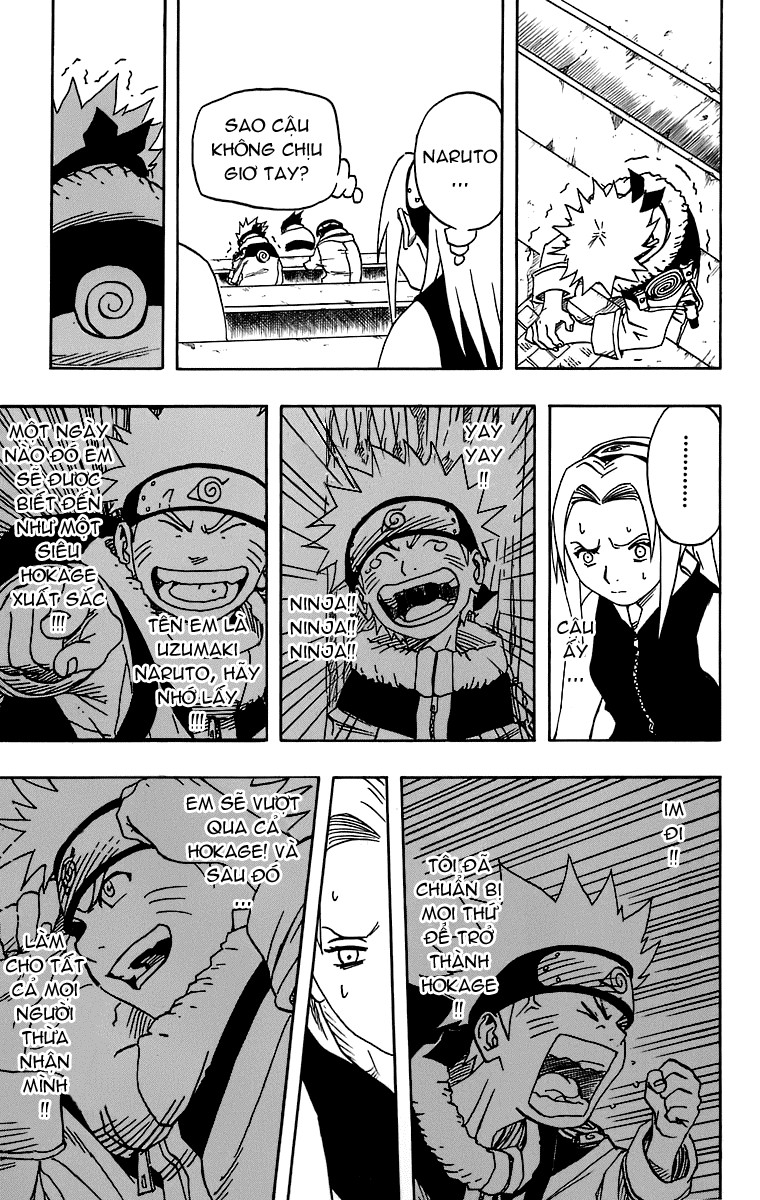 NARUTO
...
SAO CẬU
KHÔNG CHỊU
GIƠ TAY?
.........
CẬU
ẤY
...
YAY
YAY
!!
NINJA!!
NINJA!!
NINJA!!
TÊN EM LÀ
UZUMAKI
NARUTO, HÃY
NHỚ LẤY
!!!
MỘT NGÀY
NÀO ĐÓ EM
SẼ ĐƯỢC
BIẾT ĐẾN
NHƯ MỘT
SIÊU
HOKAGE
XUẤT SẮC
!!!
IM
ĐI
!!
TÔI ĐÃ
CHUẨN BỊ
MỌI THỨ
ĐỂ TRỞ
THÀNH
HOKAGE
!!
EM SẼ VƯỢT
QUA CẢ
HOKAGE! VÀ
SAU ĐÓ
...
LÀM
CHO TẤT
CẢ MỌI
NGƯỜI
THỪA
NHẬN
MÌNH
!!